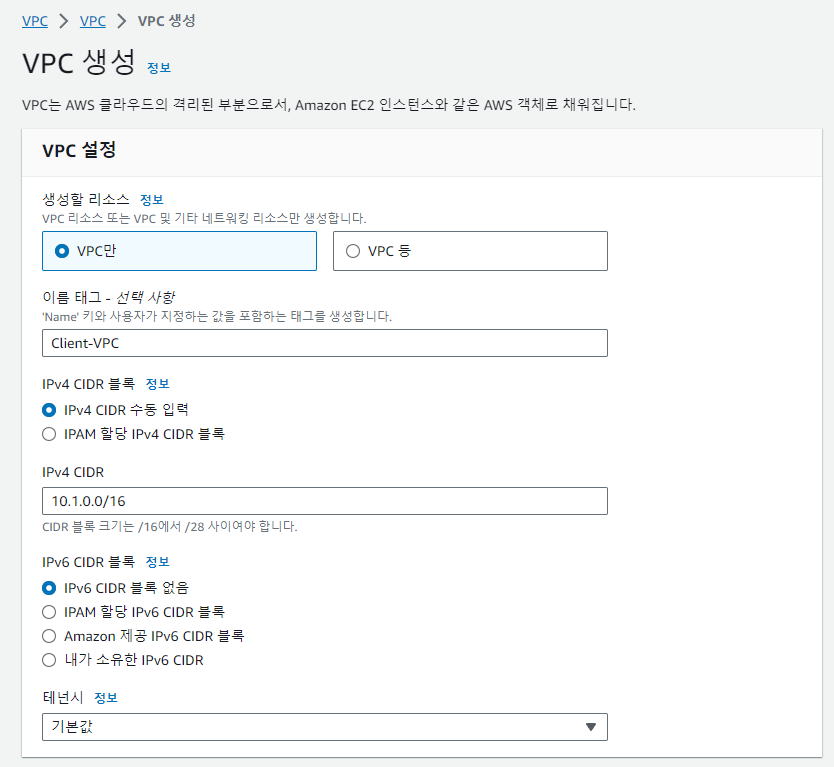 VPC > VPC > VPC 생성
VPC 생성 정보
VPC는 AWS 클라우드의 격리된 부분으로서, Amazon EC2 인스턴스와 같은 AWS 객체로 채워집니다.
VPC 설정
생성할 리소스 정보
VPC 리소스 또는 VPC 및 기타 네트워킹 리소스만 생성합니다.
VPC만 VPC 등
이름 태그 - 선택 사항
'Name' 키와 사용자가 지정하는 값을 포함하는 태그를 생성합니다.
Client-VPC
IPv4 CIDR 블록 정보
IPv4 CIDR 수동 입력
IPAM 할당 IPv4 CIDR 블록
IPv4 CIDR
10.1.0.0/16
CIDR 블록 크기는 /16에서 /28 사이여야 합니다.
IPv6 CIDR 블록 정보
IPv6 CIDR 블록 없음
IPAM 할당 IPv6 CIDR 블록
Amazon 제공 IPv6 CIDR 블록
내가 소유한 IPv6 CIDR
테넌시 정보
기본값